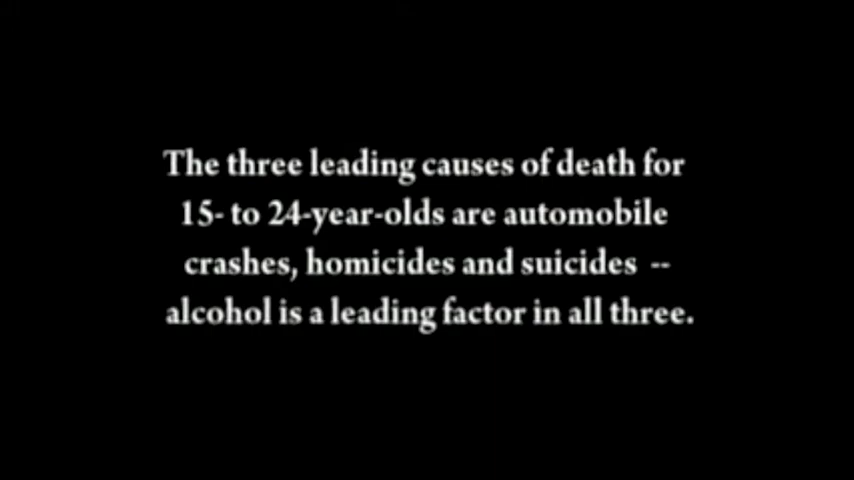 The three leading causes of death for
15- to 24-year-olds are automobile
crashes, homicides and suicides --
alcohol is a leading factor in all three.